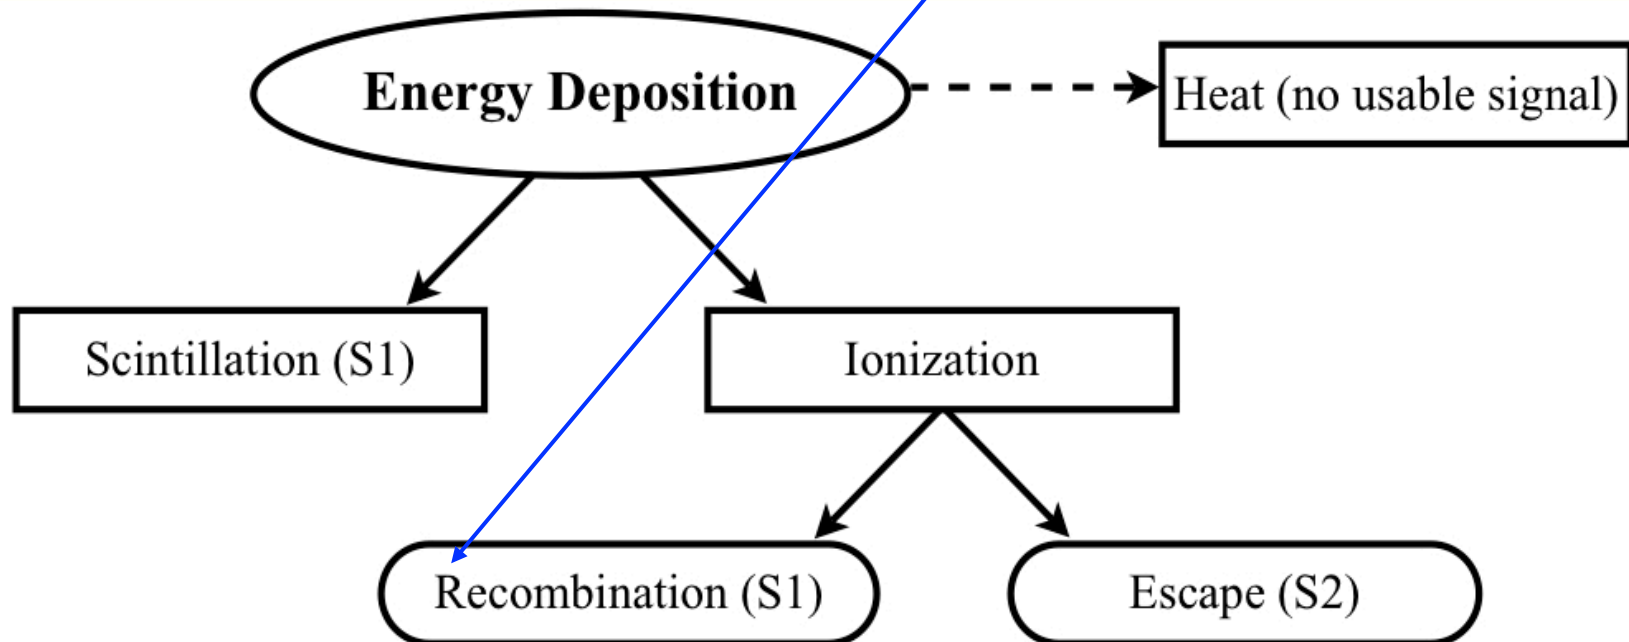 Energy Deposition
Heat (no usable signal)
Scintillation (S1)
Ionization
Recombination (S1)
Escape (S2)